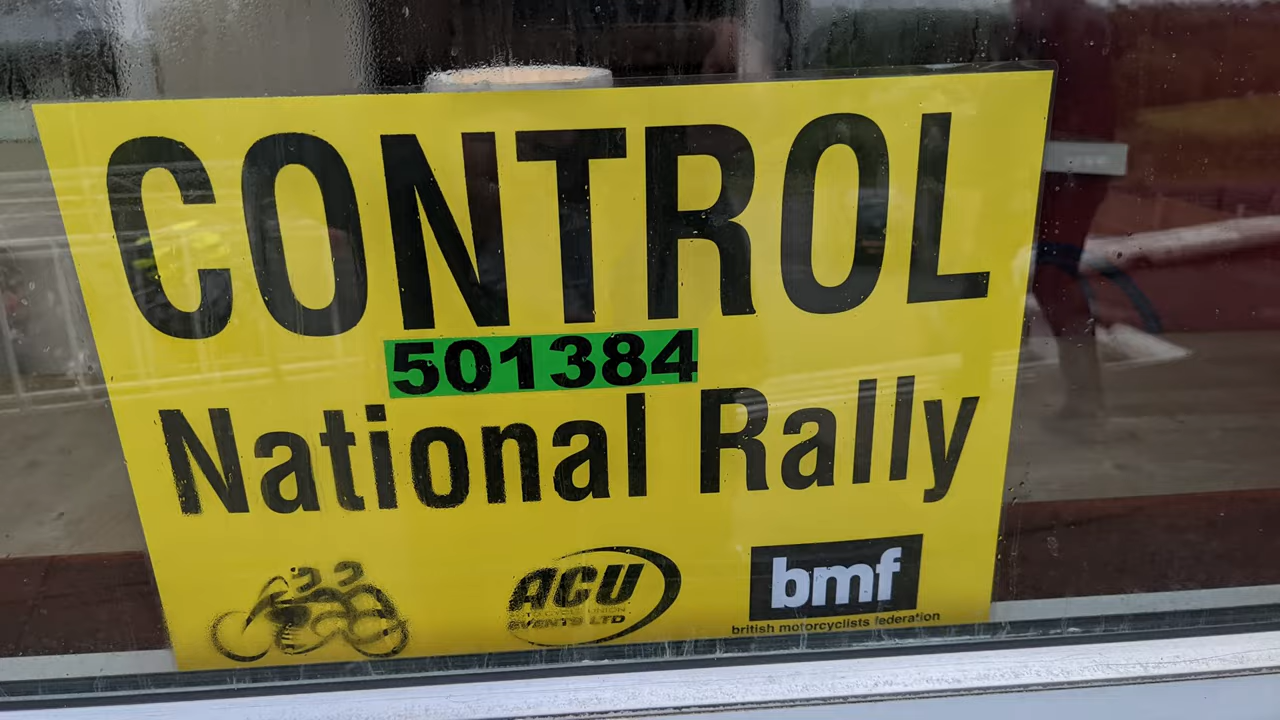 CONTROL
501384
National Rally
ACU
EVENTS LTD
bmf
british motorcyclists federation